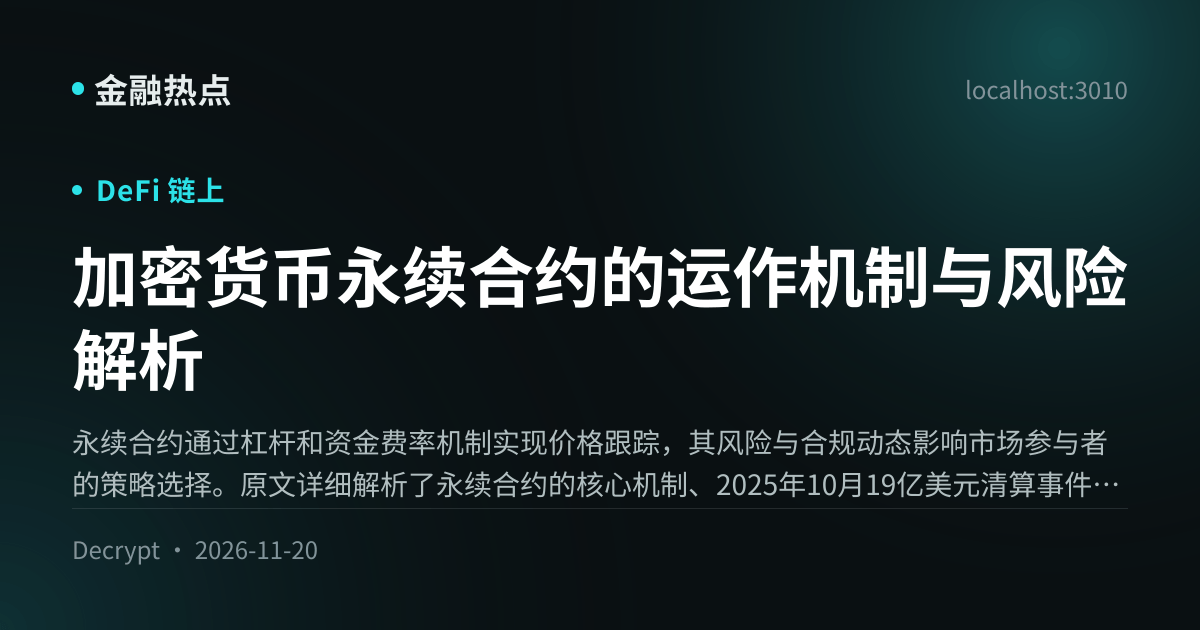 金融热点
localhost:3010
DeFi 链上
加密货币永续合约的运作机制与风险
解析
永续合约通过杠杆和资金费率机制实现价格跟踪，其风险与合规动态影响市场参与者
的策略选择。原文详细解析了永续合约的核心机制、2025年10月19亿美元清算事件…
Decrypt • 2026-11-20